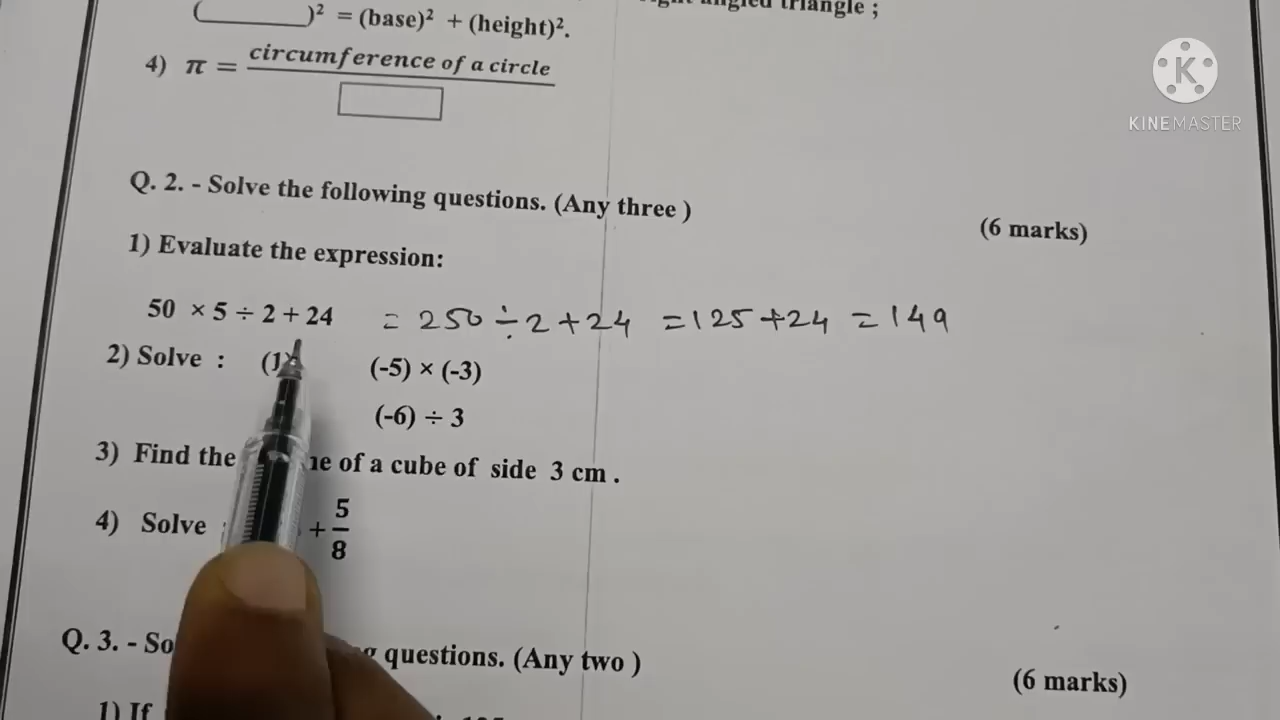 angled triangle ;
(________)² = (base)² + (height)².
4) π = circumference of a circle
KINEMASTER
Q. 2. - Solve the following questions. (Any three )
(6 marks)
1) Evaluate the expression:
50 × 5 ÷ 2 + 24 = 250 ÷ 2 + 24 = 125 + 24 = 149
2) Solve : (1) (-5) × (-3)
(-6) ÷ 3
3) Find the of a cube of side 3 cm .
4) Solve + 5/8
Q. 3. - questions. (Any two )
(6 marks)
1) If